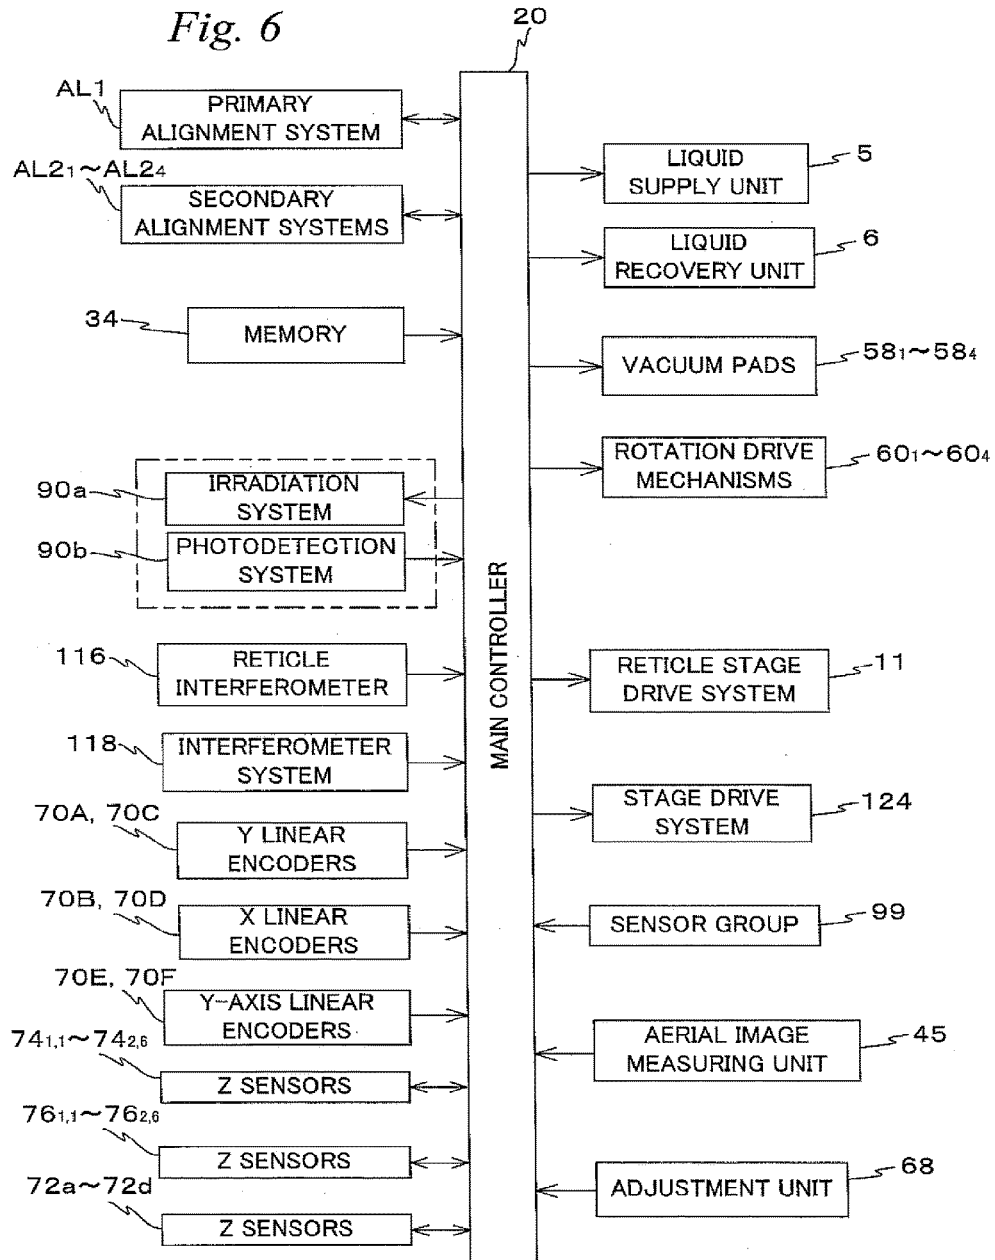 Fig. 6
20
AL1
PRIMARY
ALIGNMENT SYSTEM
AL2₁~AL2₄
SECONDARY
ALIGNMENT SYSTEMS
34
MEMORY
90a
IRRADIATION
SYSTEM
90b
PHOTODETECTION
SYSTEM
116
RETICLE
INTERFEROMETER
118
INTERFEROMETER
SYSTEM
70A, 70C
Y LINEAR
ENCODERS
70B, 70D
X LINEAR
ENCODERS
70E, 70F
Y-AXIS LINEAR
ENCODERS
74₁,₁~74₂,₆
Z SENSORS
76₁,₁~76₂,₆
Z SENSORS
72a~72d
Z SENSORS
MAIN CONTROLLER
5
LIQUID
SUPPLY UNIT
6
LIQUID
RECOVERY UNIT
VACUUM PADS
58₁~58₄
ROTATION DRIVE
MECHANISMS
60₁~60₄
11
RETICLE STAGE
DRIVE SYSTEM
STAGE DRIVE
SYSTEM
124
SENSOR GROUP
99
AERIAL IMAGE
MEASURING UNIT
45
ADJUSTMENT UNIT
68